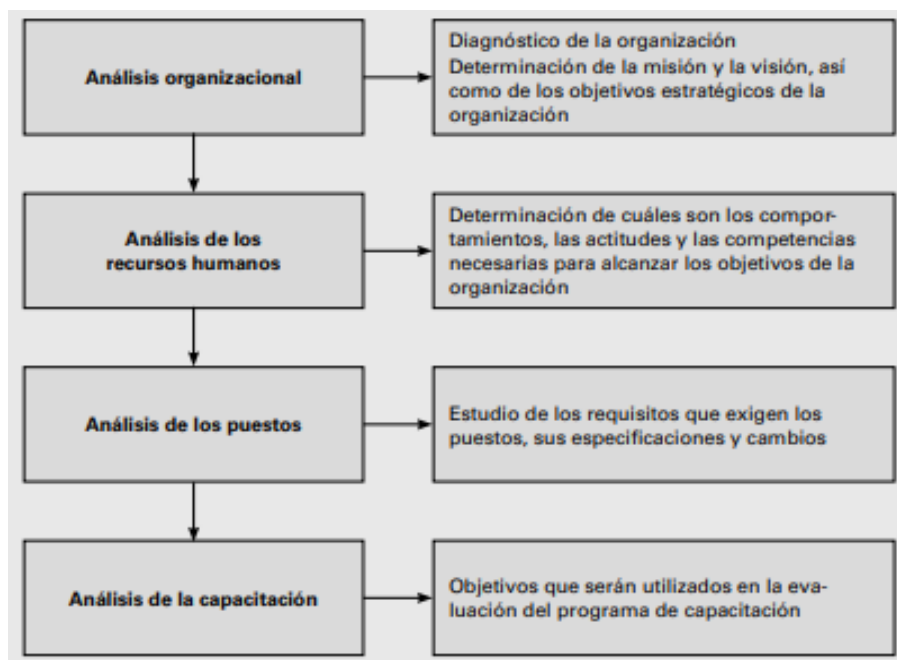 Análisis organizacional
Diagnóstico de la organización
Determinación de la misión y la visión, así
como de los objetivos estratégicos de la
organización
Análisis de los
recursos humanos
Determinación de cuáles son los compor-
tamientos, las actitudes y las competencias
necesarias para alcanzar los objetivos de la
organización
Análisis de los puestos
Estudio de los requisitos que exigen los
puestos, sus especificaciones y cambios
Análisis de la capacitación
Objetivos que serán utilizados en la eva-
luación del programa de capacitación